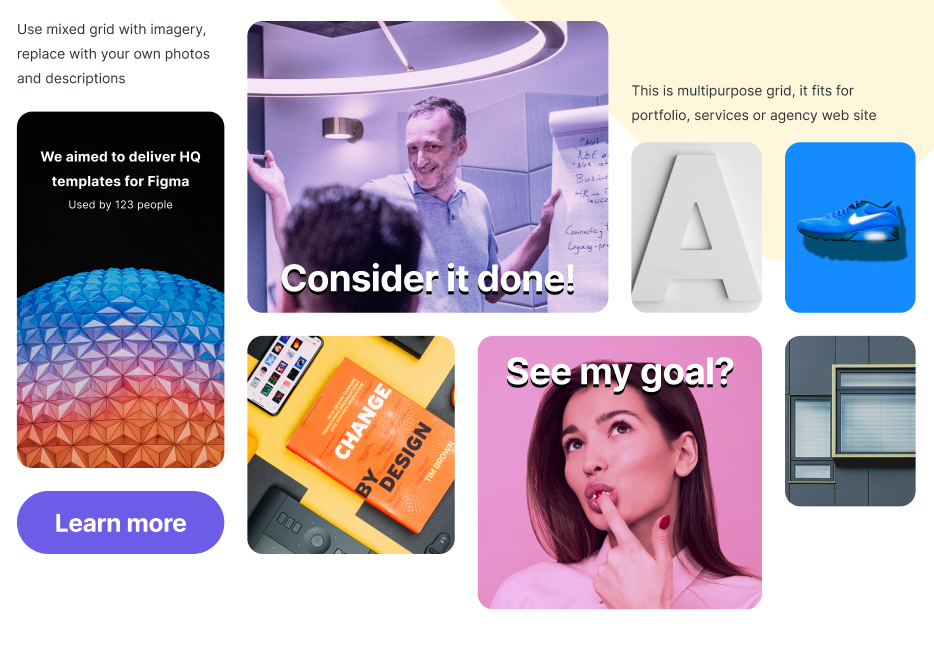 Use mixed grid with imagery,
replace with your own photos
and descriptions
We aimed to deliver HQ
templates for Figma
Used by 123 people
Learn more
Consider it done!
This is multipurpose grid, it fits for
portfolio, services or agency web site
A
CHANGE
BY
DESIGN
TIM BROWN
See my goal?